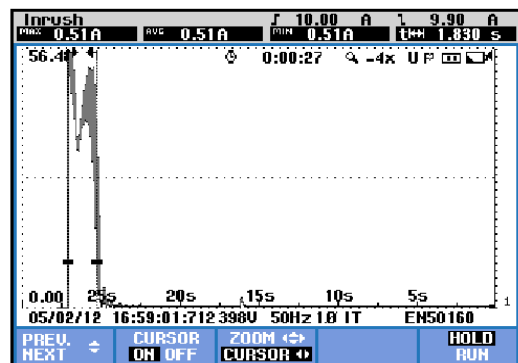 Inrush 10.00 A 9.90 A
MAX 0.51A AVG 0.51A MIN 0.51A 1.830 s
56.4 0:00:27 -4x U
0.00 25s 20s 15s 10s 5s 1
05/02/12 16:59:01:712 398V 50Hz 1Ø IT EN50160
PREV. CURSOR ZOOM HOLD
NEXT ON OFF CURSOR RUN